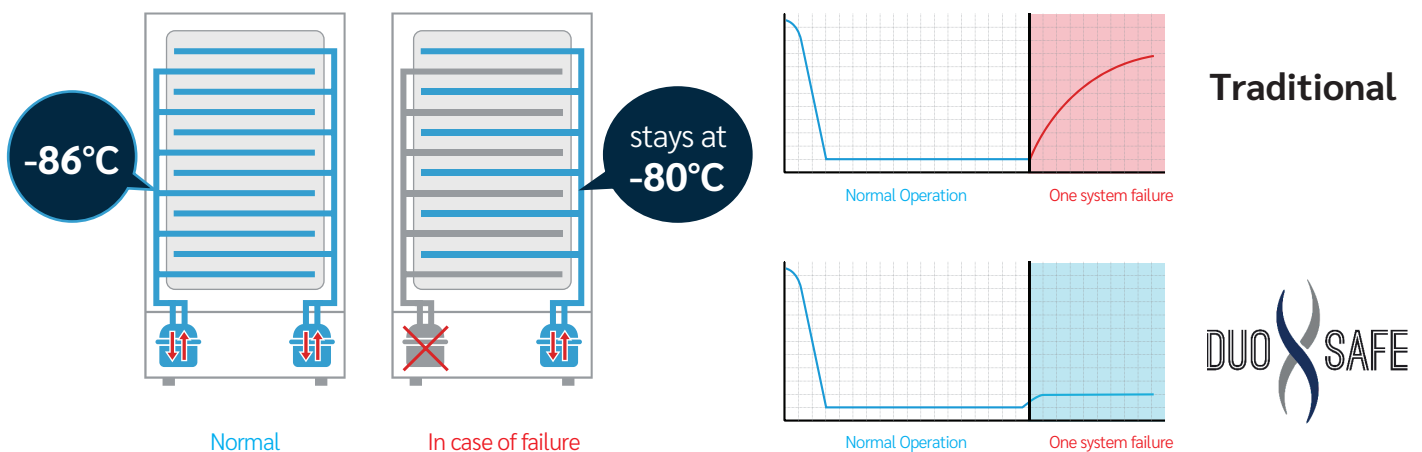 -86°C
stays at
-80°C
Normal
In case of failure
Traditional
Normal Operation
One system failure
DUO SAFE
Normal Operation
One system failure